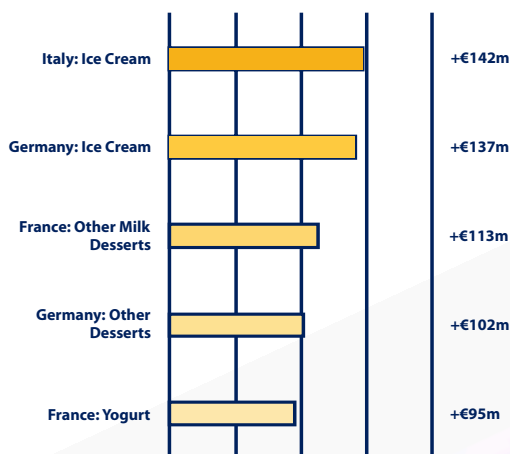 Italy: Ice Cream
+€142m
Germany: Ice Cream
+€137m
France: Other Milk
Desserts
+€113m
Germany: Other
Desserts
+€102m
France: Yogurt
+€95m